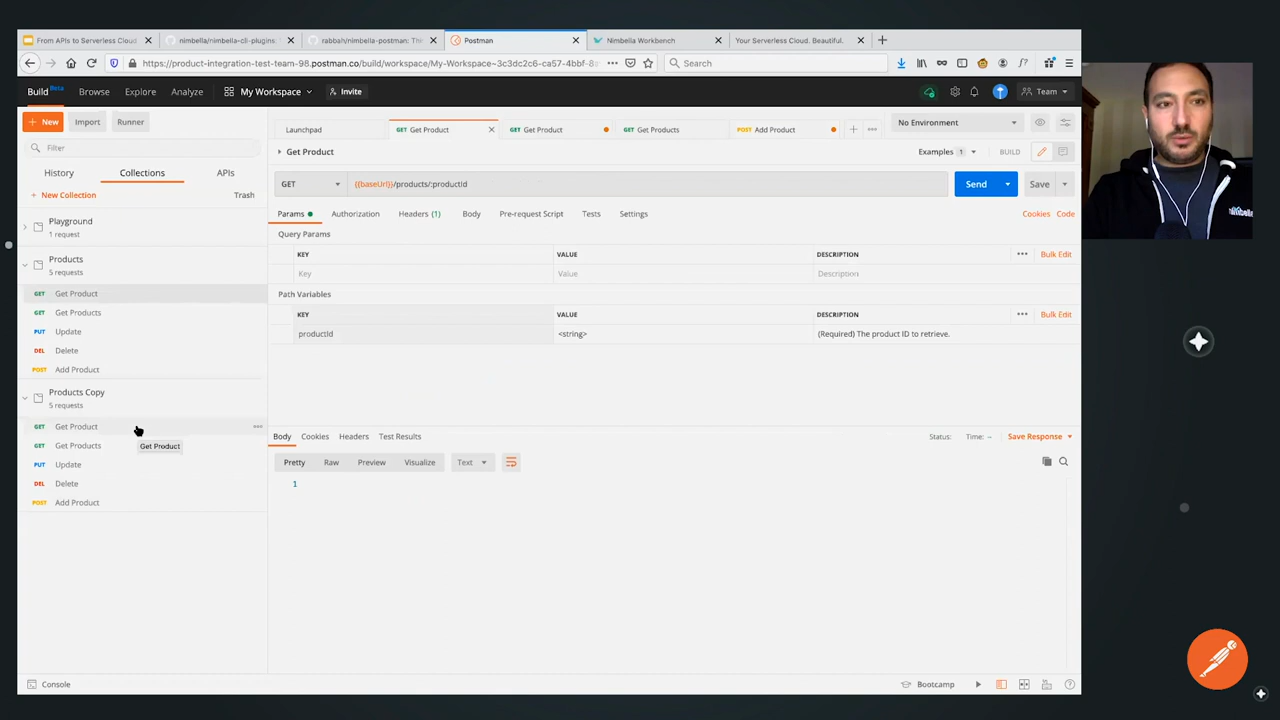 From APIs to Serverless Cloud
nimbella/nimbella-cli-plugins:
rabbah/nimbella-postman: Thi
Postman
Nimbella Workbench
Your Serverless Cloud. Beautiful.
https://product-integration-test-team-98.postman.co/build/workspace/My-Workspace~3c3dc2c6-ca57-4bbf-8
Search
Build Beta
Browse
Explore
Analyze
My Workspace
Invite
Team
New
Import
Runner
Filter
History
Collections
APIs
+ New Collection
Trash
Playground
1 request
Products
5 requests
GET Get Product
GET Get Products
PUT Update
DEL Delete
POST Add Product
Products Copy
5 requests
GET Get Product
Get Product
GET Get Products
PUT Update
DEL Delete
POST Add Product
Launchpad
GET Get Product
GET Get Product
GET Get Products
POST Add Product
No Environment
Get Product
Examples 1
BUILD
GET
{{baseUrl}}/products/:productId
Send
Save
Params
Authorization
Headers (1)
Body
Pre-request Script
Tests
Settings
Cookies
Code
Query Params
KEY
VALUE
DESCRIPTION
Bulk Edit
Key
Value
Description
Path Variables
KEY
VALUE
DESCRIPTION
Bulk Edit
productId
<string>
(Required) The product ID to retrieve.
Body
Cookies
Headers
Test Results
Status:
Time: --
Save Response
Pretty
Raw
Preview
Visualize
Text
1
Console
Bootcamp